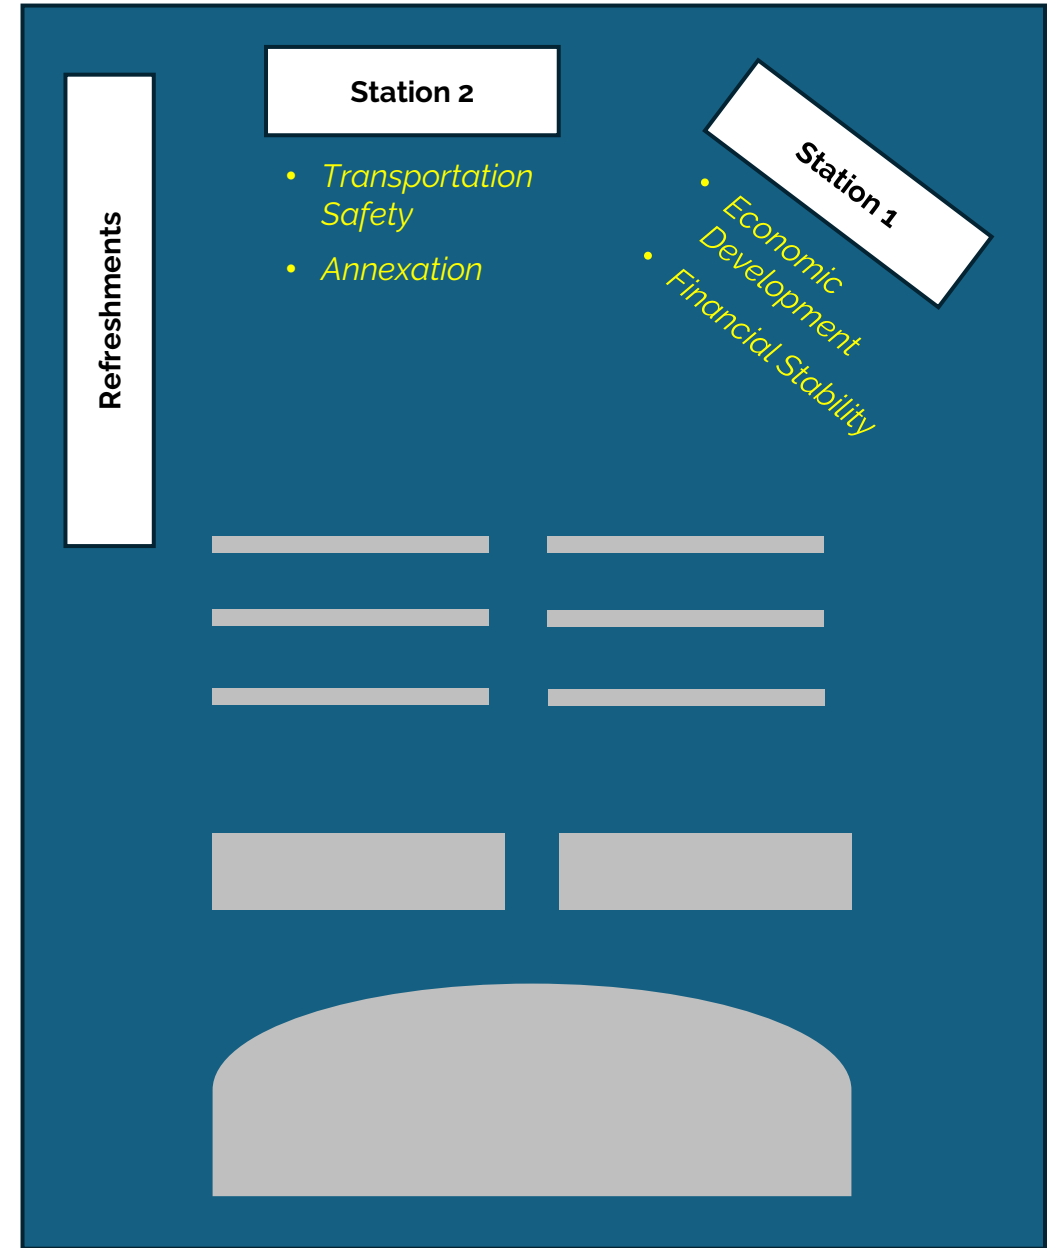 Station 2
• Transportation
Safety
• Annexation
Station 1
• Economic
Development
• Financial Stability
Refreshments